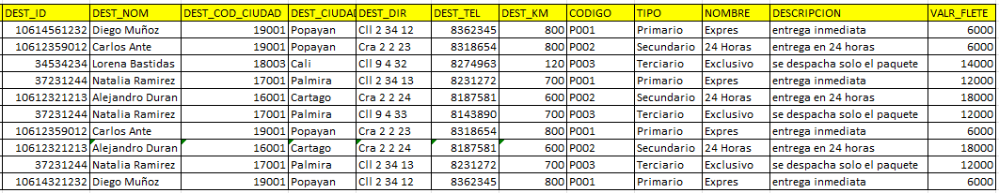 DEST_ID DEST_NOM DEST_COD_CIUDAD DEST_CIUDAD DEST_DIR DEST_TEL DEST_KM CODIGO TIPO NOMBRE DESCRIPCION VALR_FLETE
10614561232 Diego Muñoz 19001 Popayan Cll 2 34 12 8362345 800 P001 Primario Expres entrega inmediata 6000
10612359012 Carlos Ante 19001 Popayan Cra 2 2 23 8318654 800 P002 Secundario 24 Horas entrega en 24 horas 6000
34534234 Lorena Bastidas 18003 Cali Cll 9 4 32 8274963 120 P003 Terciario Exclusivo se despacha solo el paquete 14000
37231244 Natalia Ramirez 17001 Palmira Cll 2 34 13 8231272 700 P001 Primario Expres entrega inmediata 12000
10612321213 Alejandro Duran 16001 Cartago Cra 2 2 24 8187581 600 P002 Secundario 24 Horas entrega en 24 horas 18000
37231244 Natalia Ramirez 17001 Palmira Cll 9 4 33 8143890 700 P003 Terciario Exclusivo se despacha solo el paquete 12000
10612359012 Carlos Ante 19001 Popayan Cra 2 2 23 8318654 800 P001 Primario Expres entrega inmediata 6000
10612321213 Alejandro Duran 16001 Cartago Cra 2 2 24 8187581 600 P002 Secundario 24 Horas entrega en 24 horas 18000
37231244 Natalia Ramirez 17001 Palmira Cll 2 34 13 8231272 700 P003 Terciario Exclusivo se despacha solo el paquete 12000
10614321232 Diego Muñoz 19001 Popayan Cll 2 34 12 8362345 800 P001 Primario Expres entrega inmediata 6000